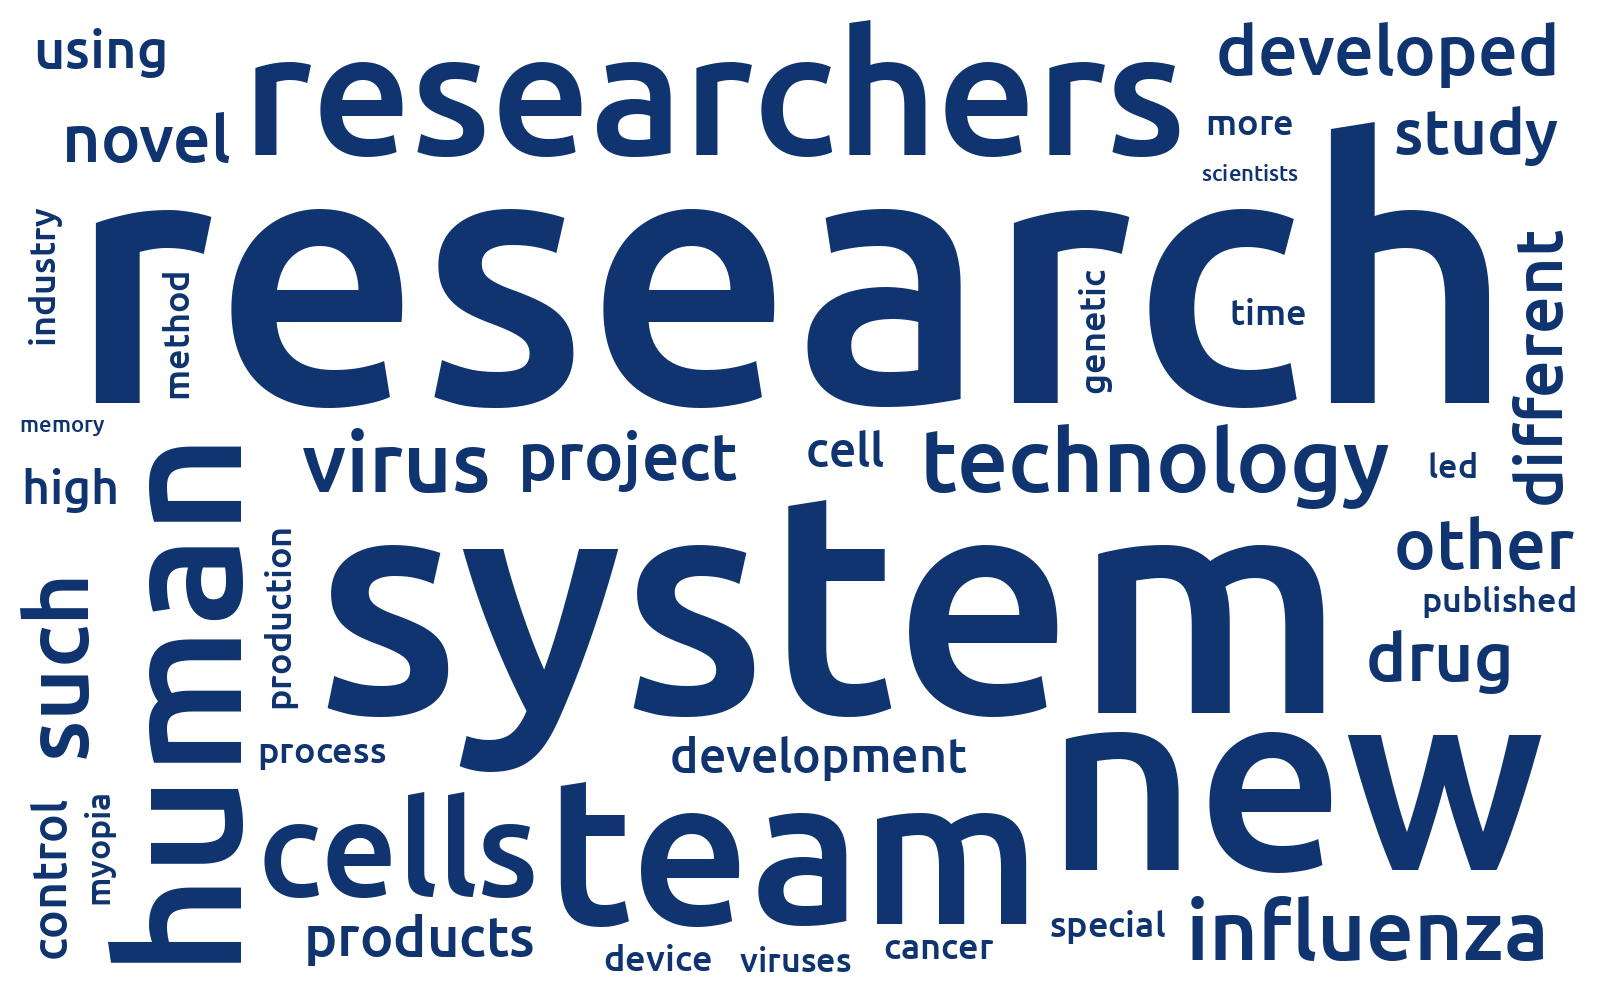 using
researchers
developed
novel
more
study
scientists
research
industry
method
genetic
time
different
memory
virus
project
cell
technology
led
high
human
system
other
production
such
published
drug
process
development
new
control
myopia
cells
team
products
special
influenza
device
viruses
cancer